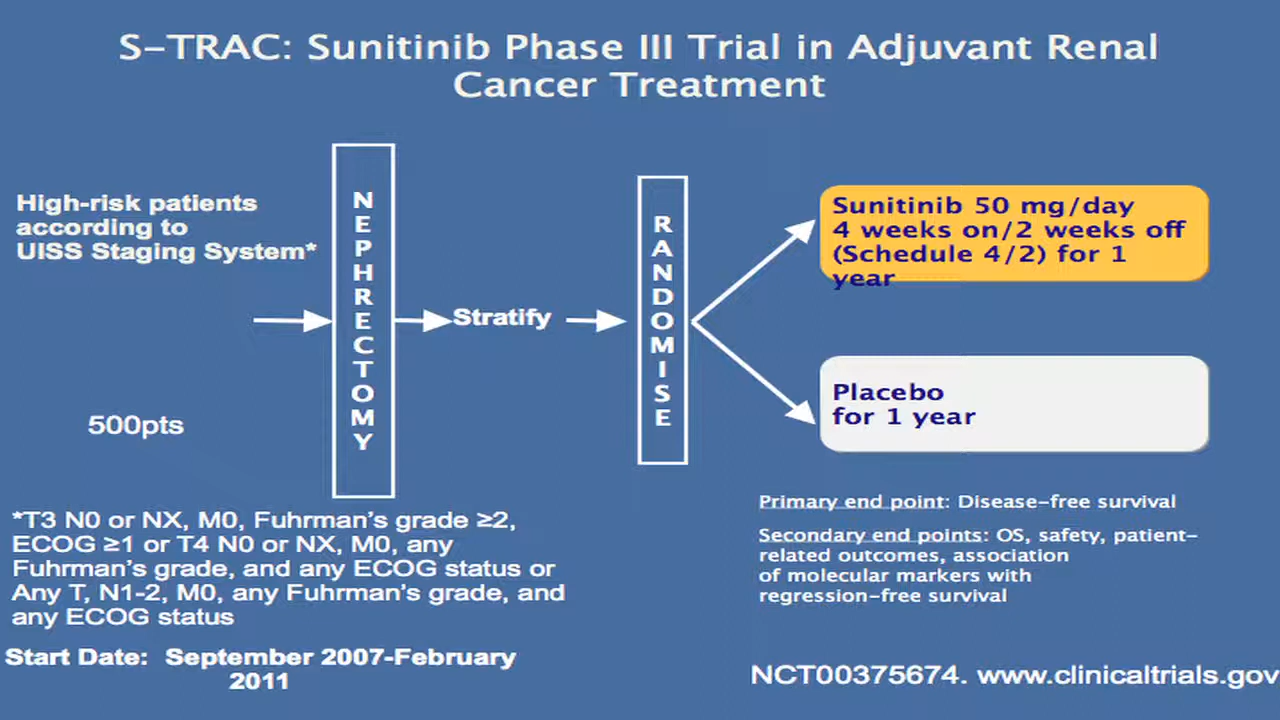 S-TRAC: Sunitinib Phase III Trial in Adjuvant Renal
Cancer Treatment
High-risk patients
according to
UISS Staging System*
500pts
NEPHRECTOMY
Stratify
RANDOMISE
Sunitinib 50 mg/day
4 weeks on/2 weeks off
(Schedule 4/2) for 1
year
Placebo
for 1 year
*T3 N0 or NX, M0, Fuhrman's grade ≥2,
ECOG ≥1 or T4 N0 or NX, M0, any
Fuhrman's grade, and any ECOG status or
Any T, N1-2, M0, any Fuhrman's grade, and
any ECOG status
Start Date: September 2007-February
2011
Primary end point: Disease-free survival
Secondary end points: OS, safety, patient-
related outcomes, association
of molecular markers with
regression-free survival
NCT00375674. www.clinicaltrials.gov